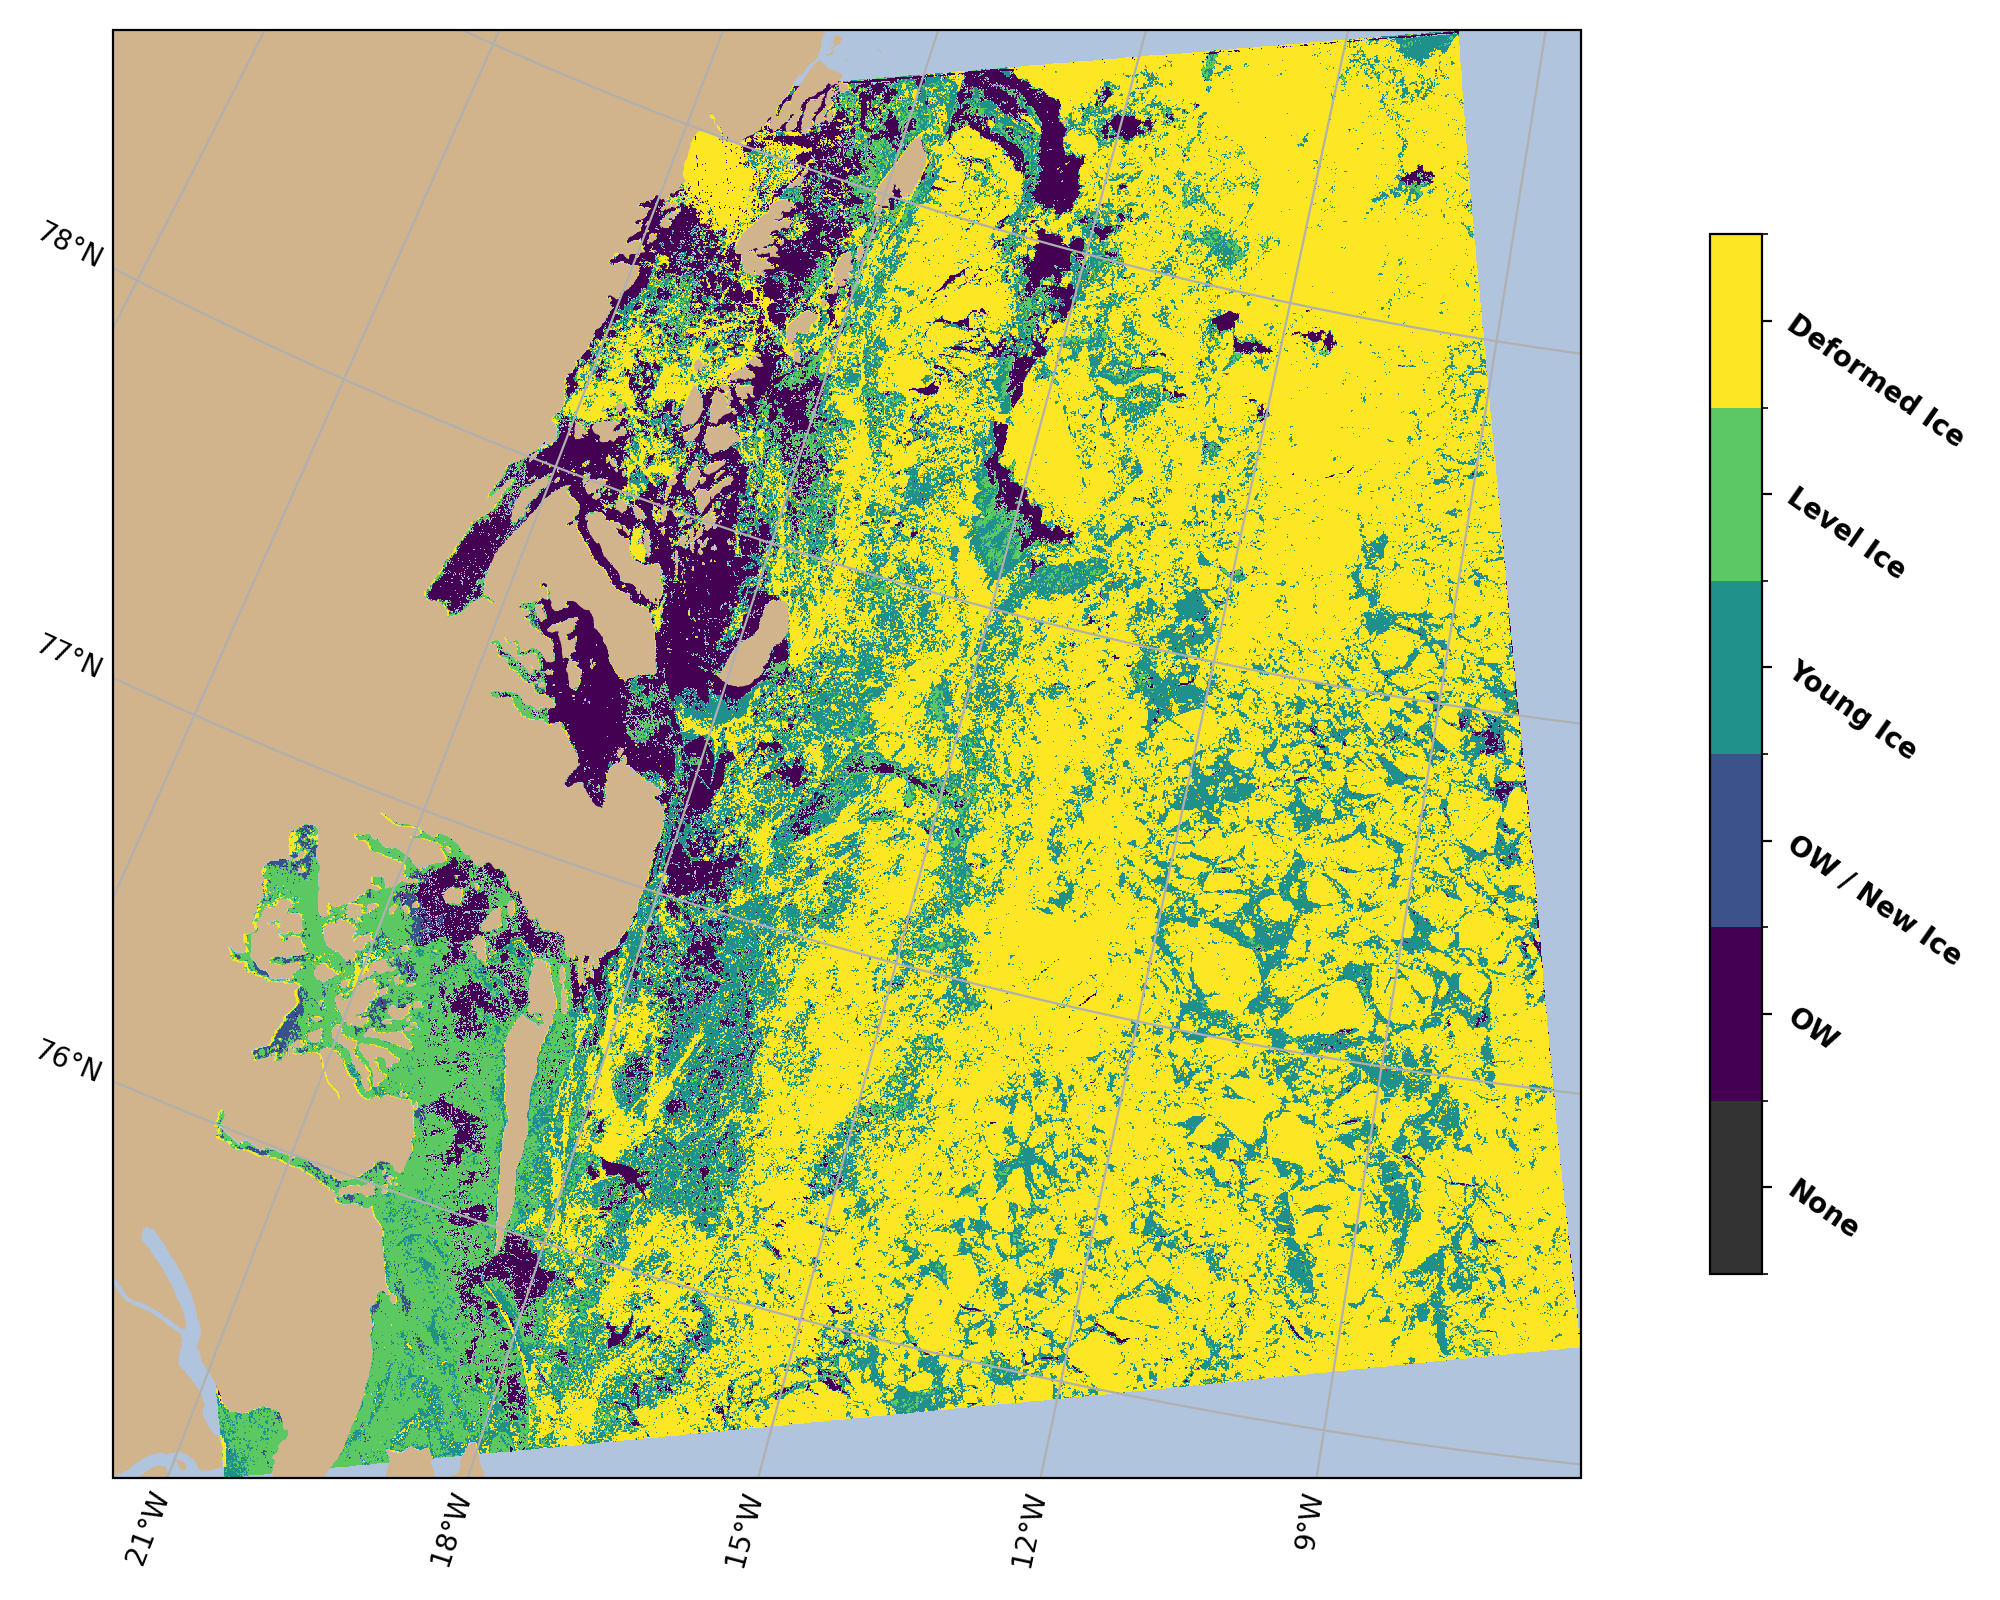 78°N
77°N
76°N
21°W
18°W
15°W
12°W
9°W
Deformed Ice
Level Ice
Young Ice
OW / New Ice
OW
None